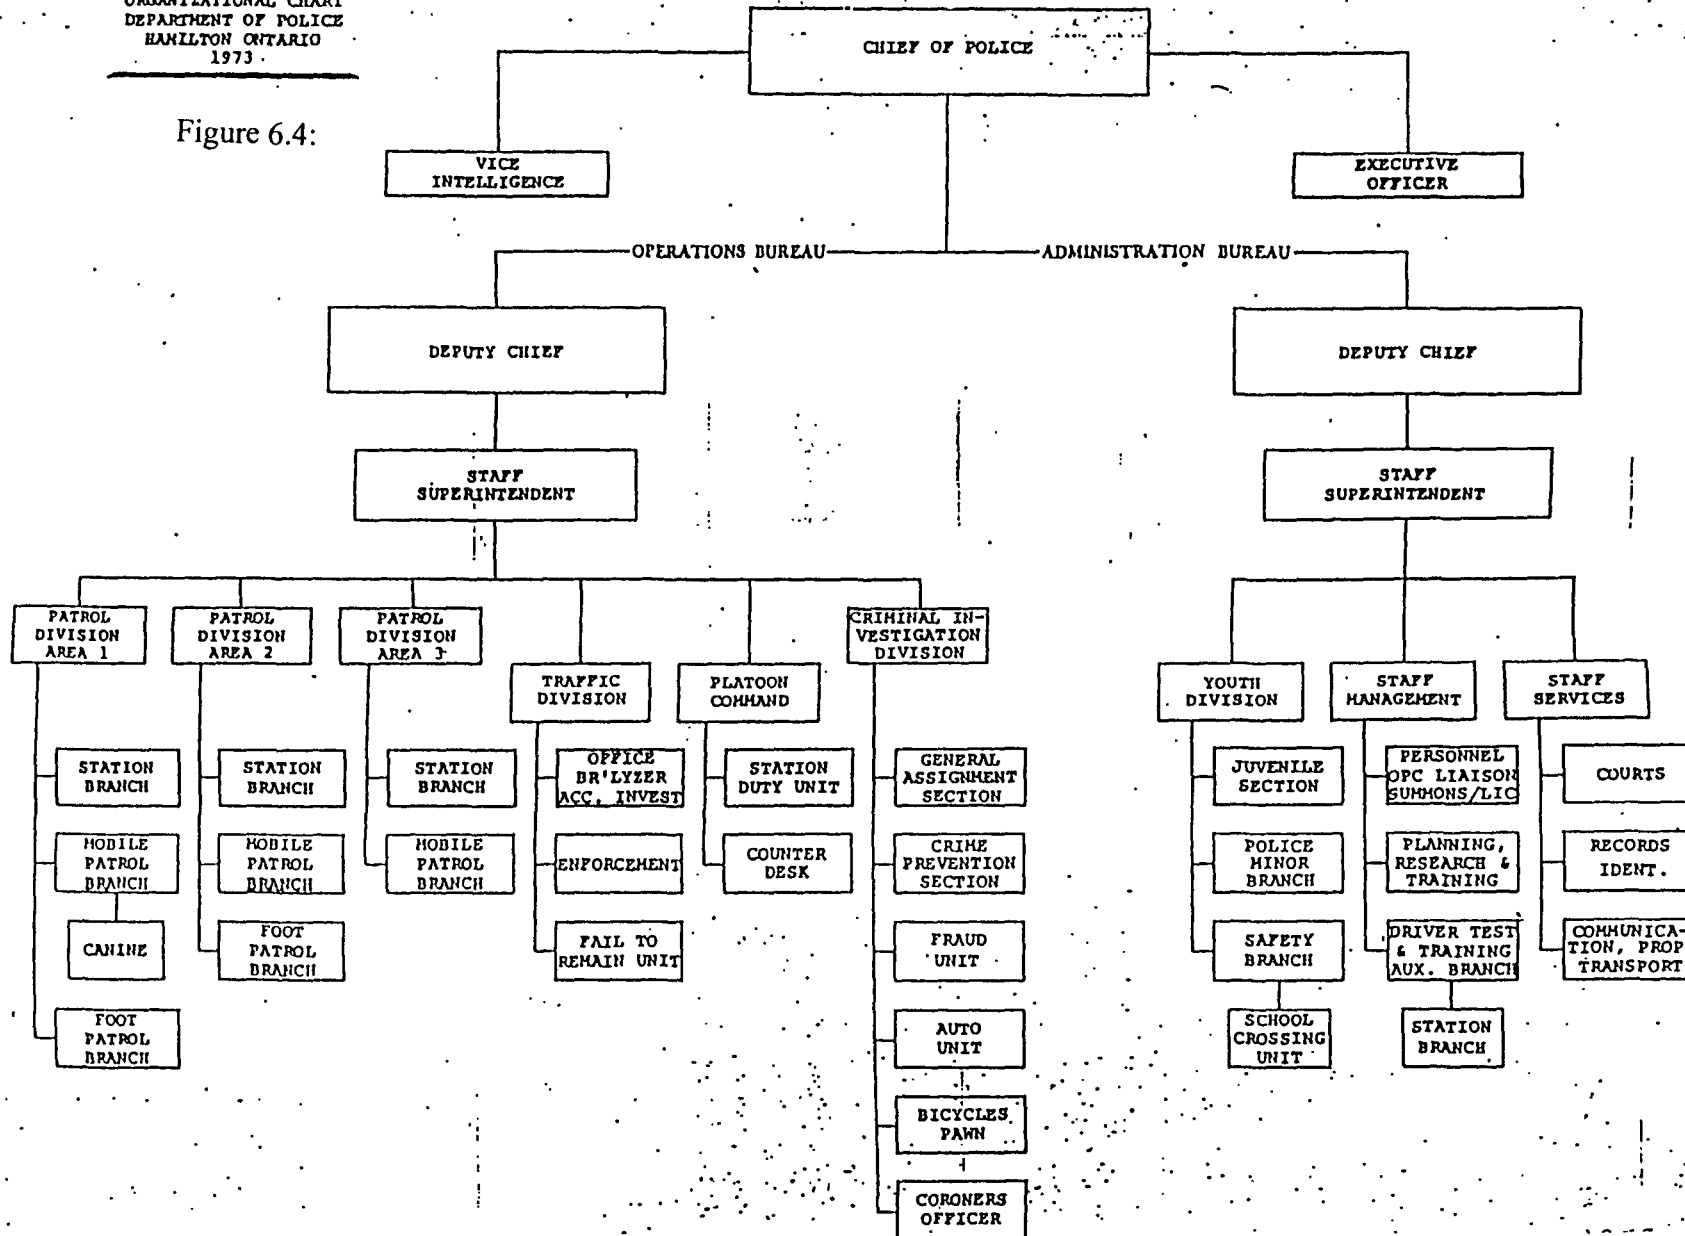 ORGANIZATIONAL CHART
DEPARTMENT OF POLICE
HAMILTON ONTARIO
1973
Figure 6.4:
CHIEF OF POLICE
VICE
INTELLIGENCE
EXECUTIVE
OFFICER
OPERATIONS BUREAU
ADMINISTRATION BUREAU
DEPUTY CHIEF
DEPUTY CHIEF
STAFF
SUPERINTENDENT
STAFF
SUPERINTENDENT
PATROL
DIVISION
AREA 1
PATROL
DIVISION
AREA 2
PATROL
DIVISION
AREA 3
CRIMINAL IN-
VESTIGATION
DIVISION
TRAFFIC
DIVISION
PLATOON
COMMAND
YOUTH
DIVISION
STAFF
MANAGEMENT
STAFF
SERVICES
STATION
BRANCH
STATION
BRANCH
STATION
BRANCH
OFFICE
BR'LYZER
ACC. INVEST
STATION
DUTY UNIT
GENERAL
ASSIGNMENT
SECTION
JUVENILE
SECTION
PERSONNEL
OPC LIAISON
SUMMONS/LIC
COURTS
MOBILE
PATROL
BRANCH
MOBILE
PATROL
BRANCH
MOBILE
PATROL
BRANCH
ENFORCEMENT
COUNTER
DESK
CRIME
PREVENTION
SECTION
POLICE
MINOR
BRANCH
PLANNING,
RESEARCH &
TRAINING
RECORDS
IDENT.
CANINE
FOOT
PATROL
BRANCH
FAIL TO
REMAIN UNIT
FRAUD
UNIT
SAFETY
BRANCH
DRIVER TEST
& TRAINING
AUX. BRANCH
COMMUNICA-
TION, PROP
TRANSPORT
FOOT
PATROL
BRANCH
AUTO
UNIT
SCHOOL
CROSSING
UNIT
STATION
BRANCH
BICYCLES
PAWN
CORONERS
OFFICER